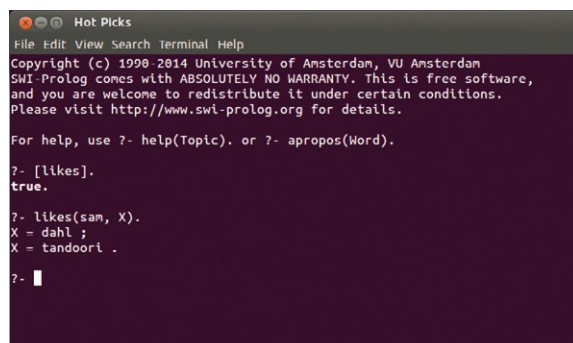 Hot Picks
File Edit View Search Terminal Help
Copyright (c) 1990-2014 University of Amsterdam, VU Amsterdam
SWI-Prolog comes with ABSOLUTELY NO WARRANTY. This is free software,
and you are welcome to redistribute it under certain conditions.
Please visit http://www.swi-prolog.org for details.
For help, use ?- help(Topic). or ?- apropos(Word).
?- [likes].
true.
?- likes(sam, X).
X = dahl ;
X = tandoori .
?-